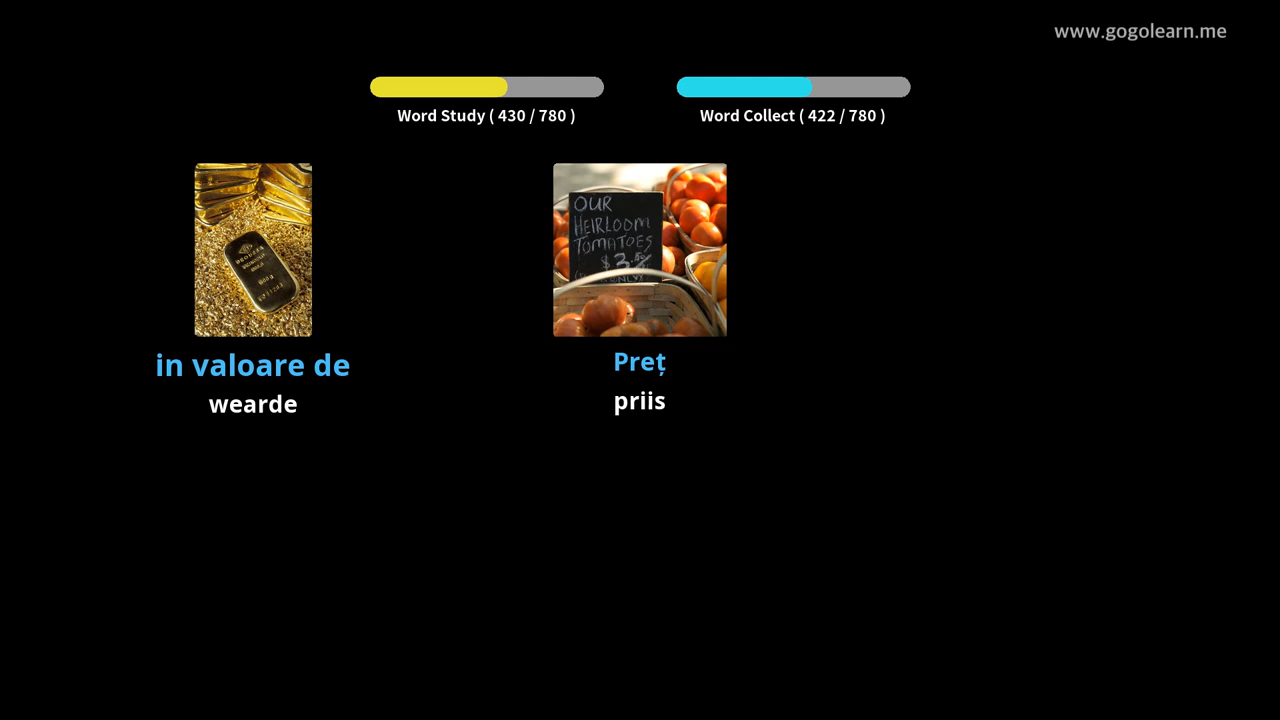 www.gogolearn.me
Word Study ( 430 / 780 )
Word Collect ( 422 / 780 )
OUR
HEIRLOOM
TOMATOES
in valoare de
wearde
Preț
priis